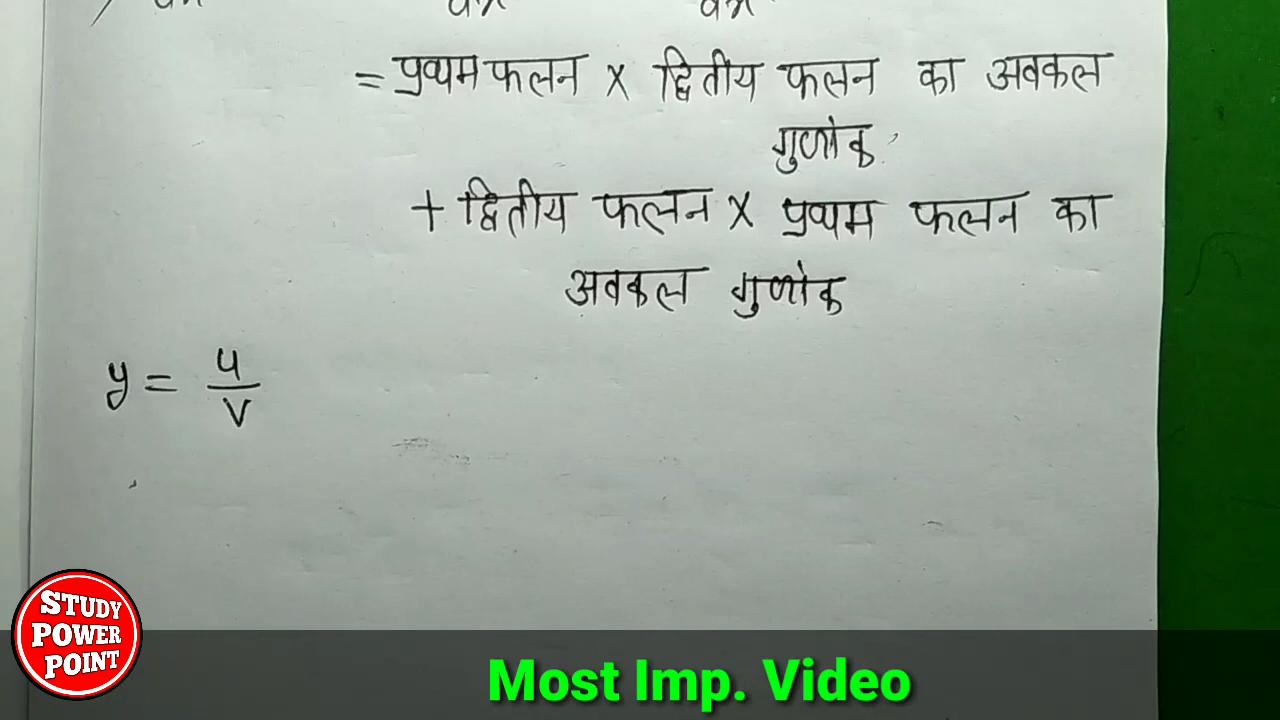 = प्रथम फलन x द्वितीय फलन का अवकल
गुणांक
+ द्वितीय फलन x प्रथम फलन का
अवकल गुणांक
y = u
v
STUDY
POWER
POINT
Most Imp. Video